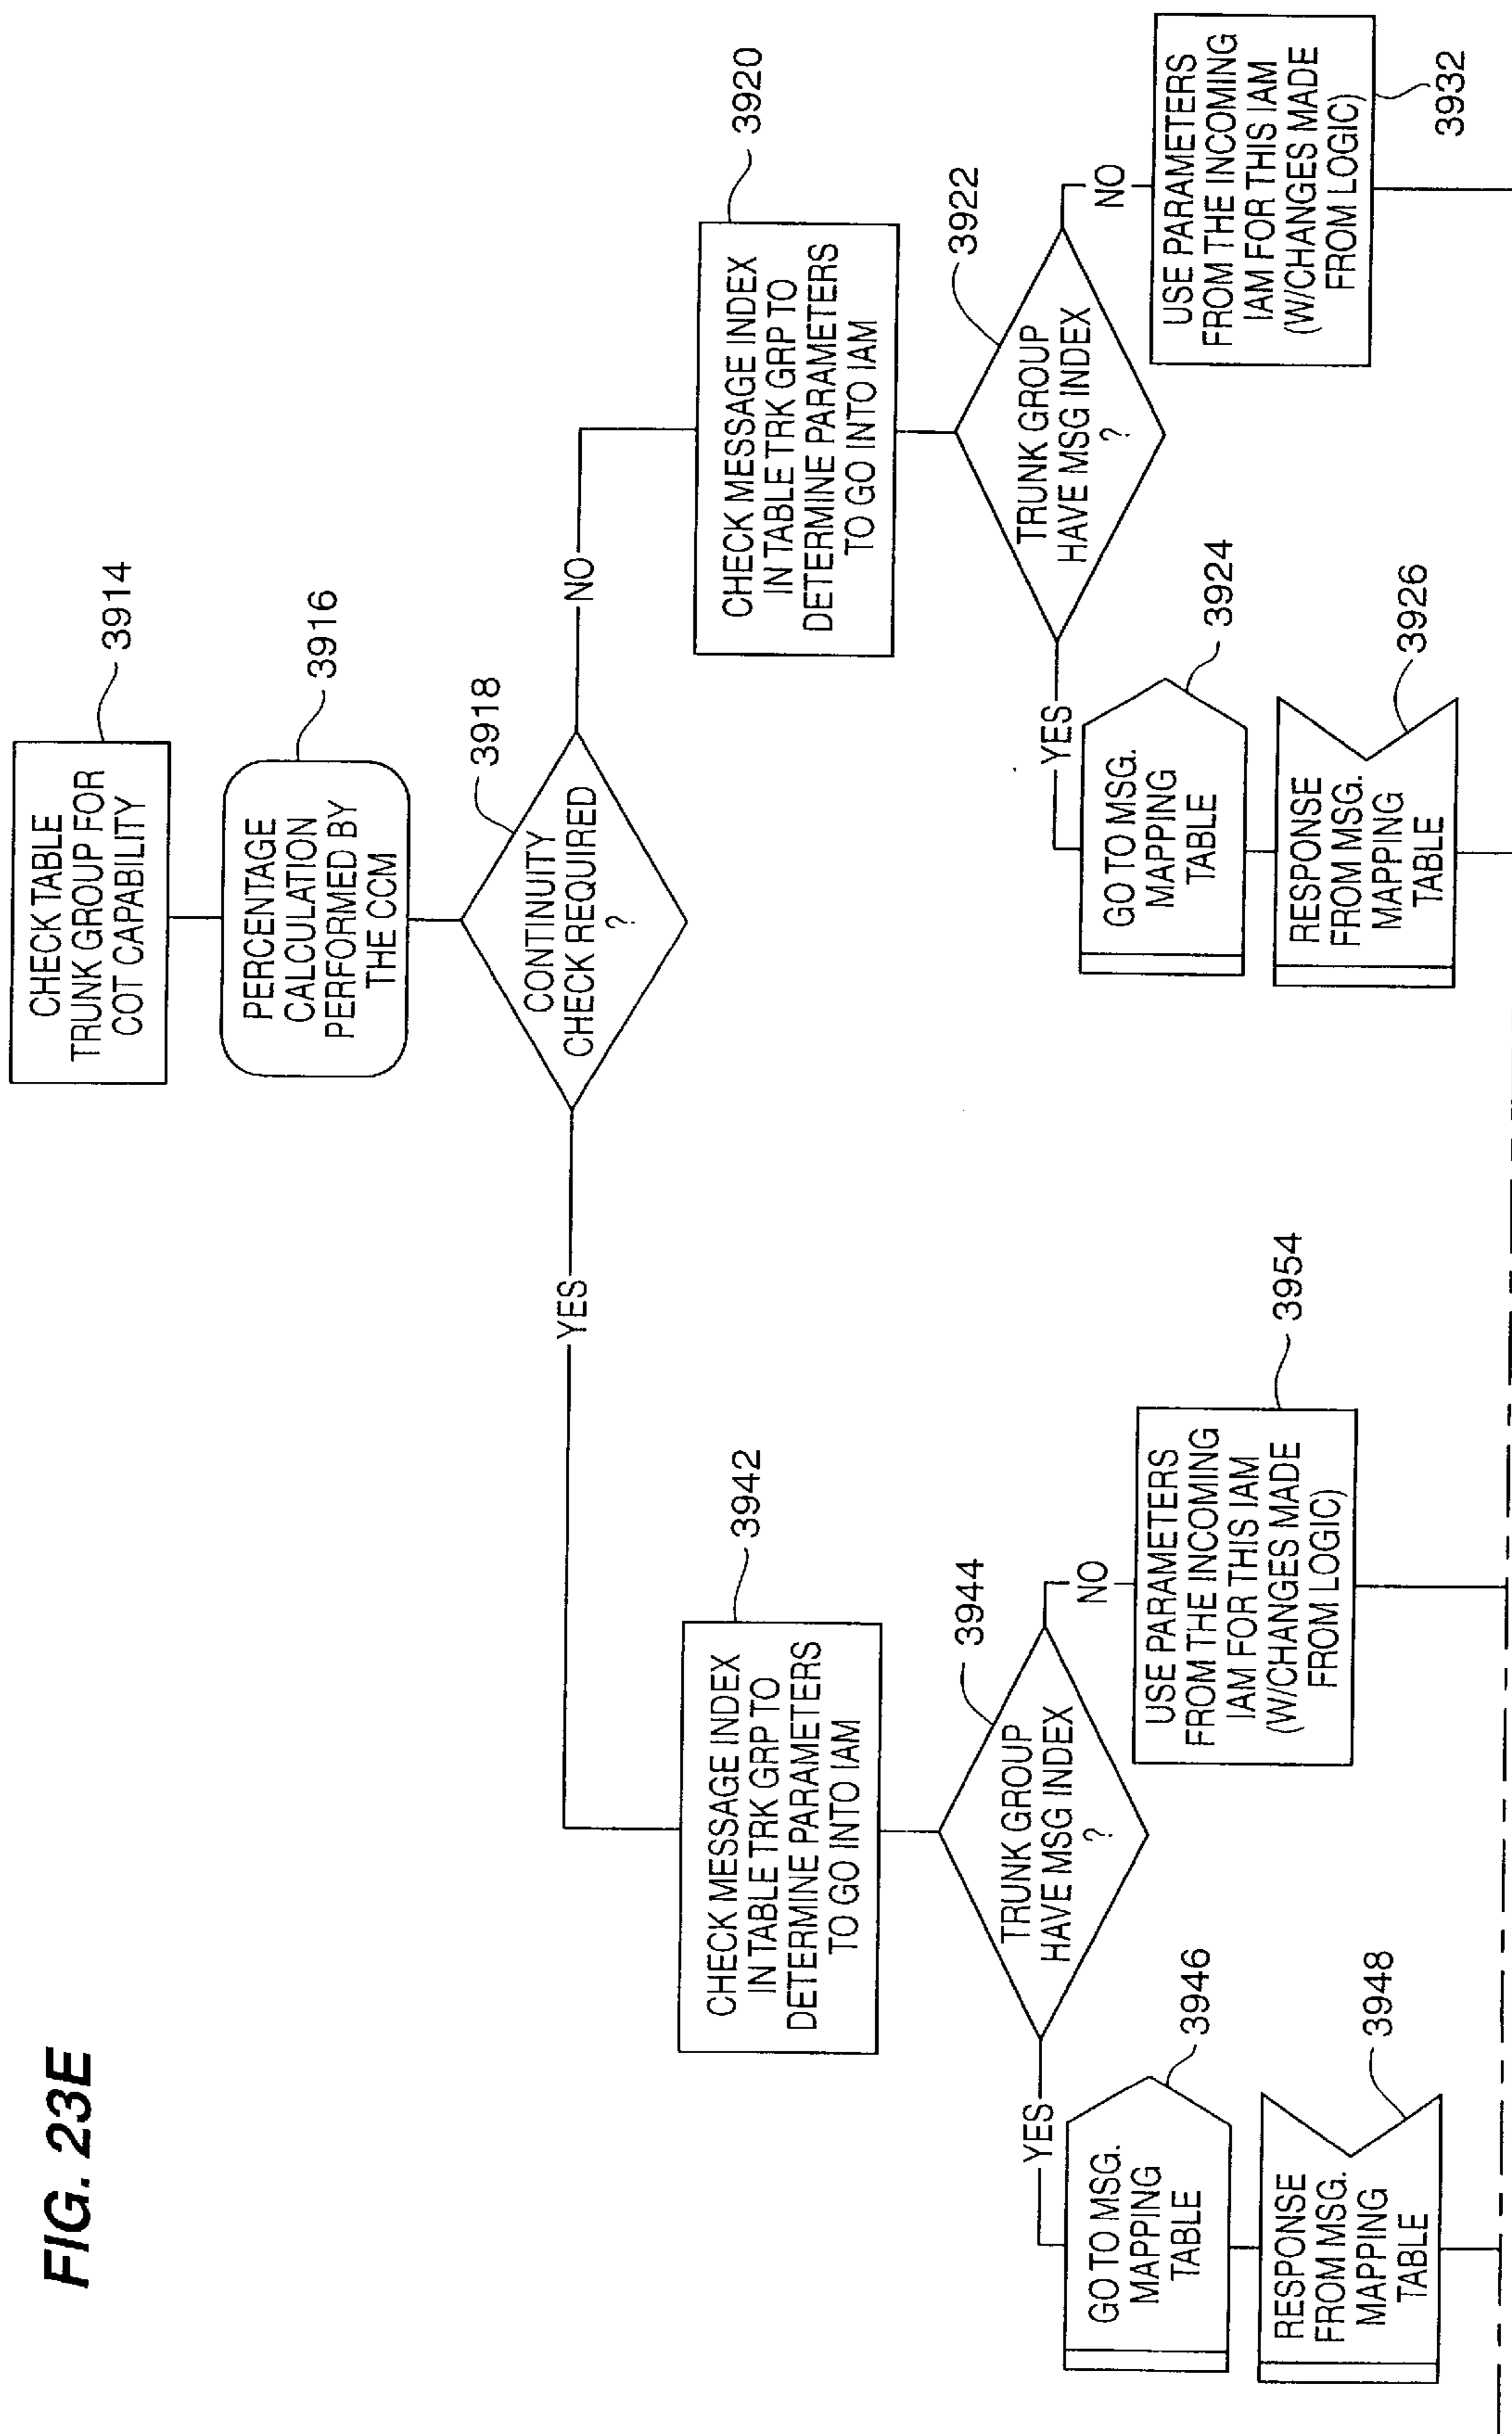 FIG. 23E
CHECK TABLE
TRUNK GROUP FOR
COT CAPABILITY
3914
PERCENTAGE
CALCULATION
PERFORMED BY
THE CCM
3916
CONTINUITY
CHECK REQUIRED
?
3918
YES
NO
CHECK MESSAGE INDEX
IN TABLE TRK GRP TO
DETERMINE PARAMETERS
TO GO INTO IAM
3942
TRUNK GROUP
HAVE MSG INDEX
?
3944
YES
NO
GO TO MSG.
MAPPING
TABLE
3946
RESPONSE
FROM MSG.
MAPPING
TABLE
3948
USE PARAMETERS
FROM THE INCOMING
IAM FOR THIS IAM
(W/CHANGES MADE
FROM LOGIC)
3954
CHECK MESSAGE INDEX
IN TABLE TRK GRP TO
DETERMINE PARAMETERS
TO GO INTO IAM
3920
TRUNK GROUP
HAVE MSG INDEX
?
3922
YES
NO
GO TO MSG.
MAPPING
TABLE
3924
RESPONSE
FROM MSG.
MAPPING
TABLE
3926
USE PARAMETERS
FROM THE INCOMING
IAM FOR THIS IAM
(W/CHANGES MADE
FROM LOGIC)
3932